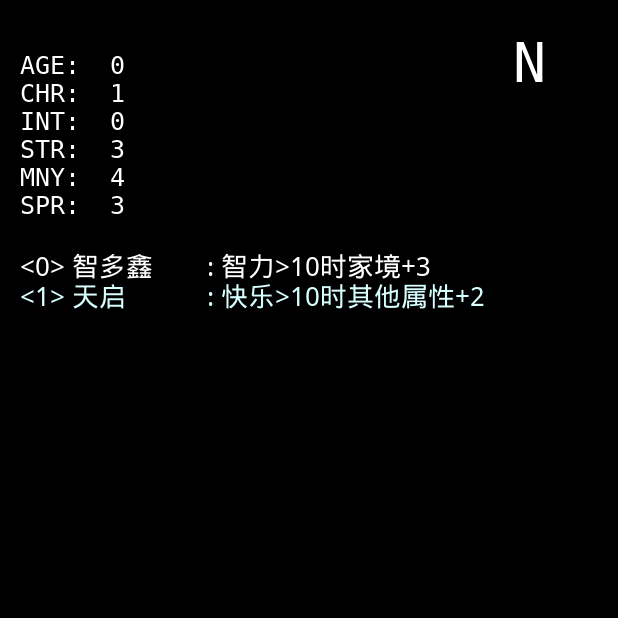 N
AGE: 0
CHR: 1
INT: 0
STR: 3
MNY: 4
SPR: 3
<0> 智多鑫 : 智力>10时家境+3
<1> 天启 : 快乐>10时其他属性+2